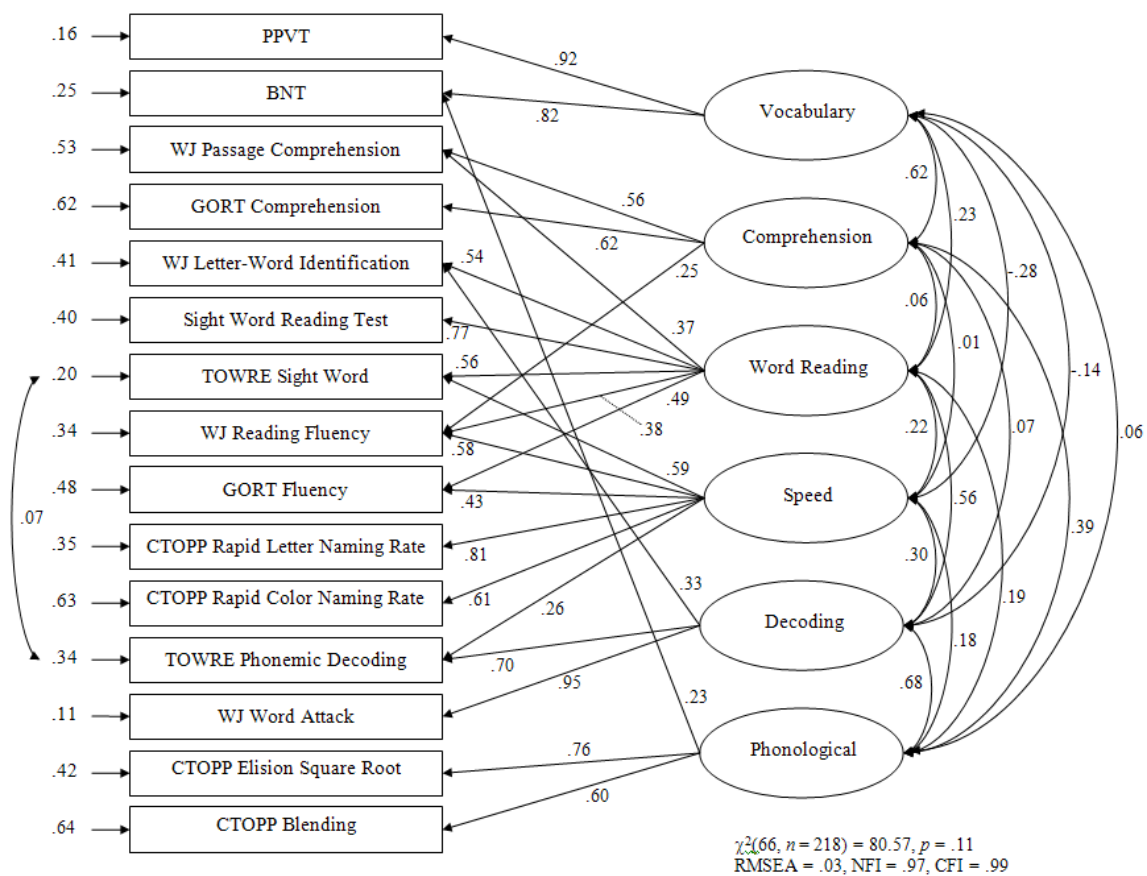 .16
PPVT
.92
.25
BNT
.82
Vocabulary
.53
WJ Passage Comprehension
.56
.62
.62
GORT Comprehension
.62
Comprehension
.23
.41
WJ Letter-Word Identification
.54
.25
-.28
.40
Sight Word Reading Test
.77
.37
.06
.01
.20
TOWRE Sight Word
.56
Word Reading
-.14
.34
WJ Reading Fluency
.58
.49
.38
.22
.07
.06
.48
GORT Fluency
.43
.59
Speed
.56
.07
.35
CTOPP Rapid Letter Naming Rate
.81
.39
.63
CTOPP Rapid Color Naming Rate
.61
.33
.30
.19
.34
TOWRE Phonemic Decoding
.26
.70
Decoding
.18
.11
WJ Word Attack
.95
.23
.68
.42
CTOPP Elision Square Root
.76
Phonological
.64
CTOPP Blending
.60
χ²(66, n = 218) = 80.57, p = .11
RMSEA = .03, NFI = .97, CFI = .99